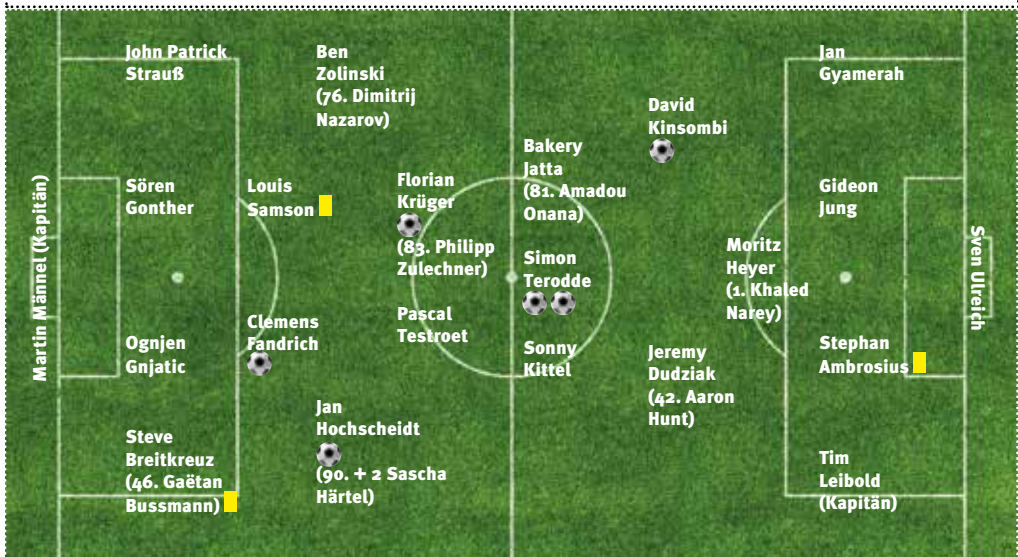 Martin Männel (Kapitän)
John Patrick
Strauß
Sören
Gonther
Ognjen
Gnjatic
Steve
Breitkreuz
(46. Gaëtan
Bussmann)
Louis
Samson
Clemens
Fandrich
Ben
Zolinski
(76. Dimitrij
Nazarov)
Jan
Hochscheidt
(90. + 2 Sascha
Härtel)
Florian
Krüger
(83. Philipp
Zulechner)
Pascal
Testroet
Bakery
Jatta
(81. Amadou
Onana)
Simon
Terodde
Sonny
Kittel
David
Kinsombi
Jeremy
Dudziak
(42. Aaron
Hunt)
Moritz
Heyer
(1. Khaled
Narey)
Jan
Gyamerah
Gideon
Jung
Stephan
Ambrosius
Tim
Leibold
(Kapitän)
Sven Ulreich